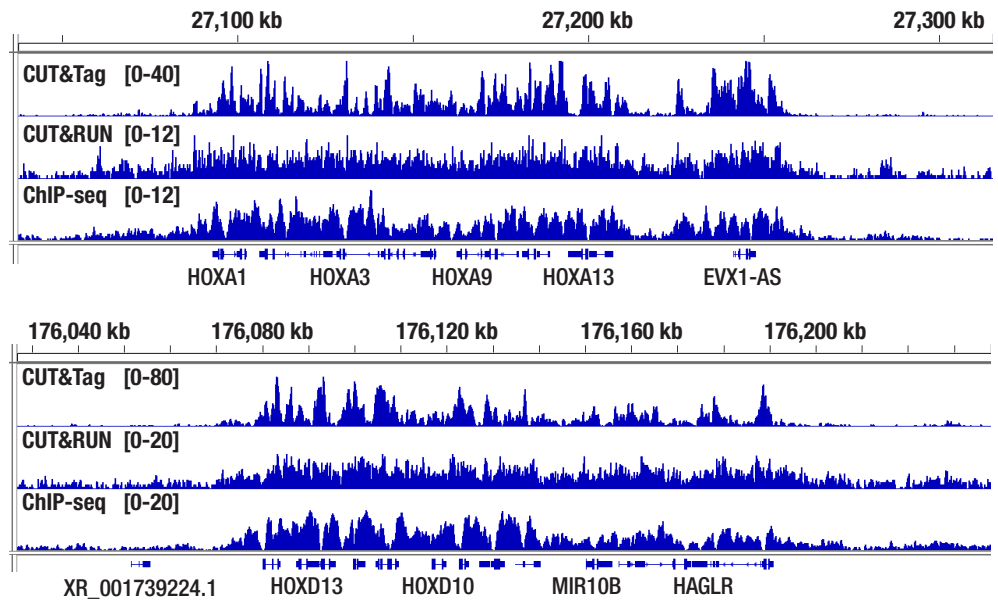 27,100 kb 27,200 kb 27,300 kb
CUT&Tag [0-40]
CUT&RUN [0-12]
ChIP-seq [0-12]
HOXA1 HOXA3 HOXA9 HOXA13 EVX1-AS
176,040 kb 176,080 kb 176,120 kb 176,160 kb 176,200 kb
CUT&Tag [0-80]
CUT&RUN [0-20]
ChIP-seq [0-20]
XR_001739224.1 HOXD13 HOXD10 MIR10B HAGLR